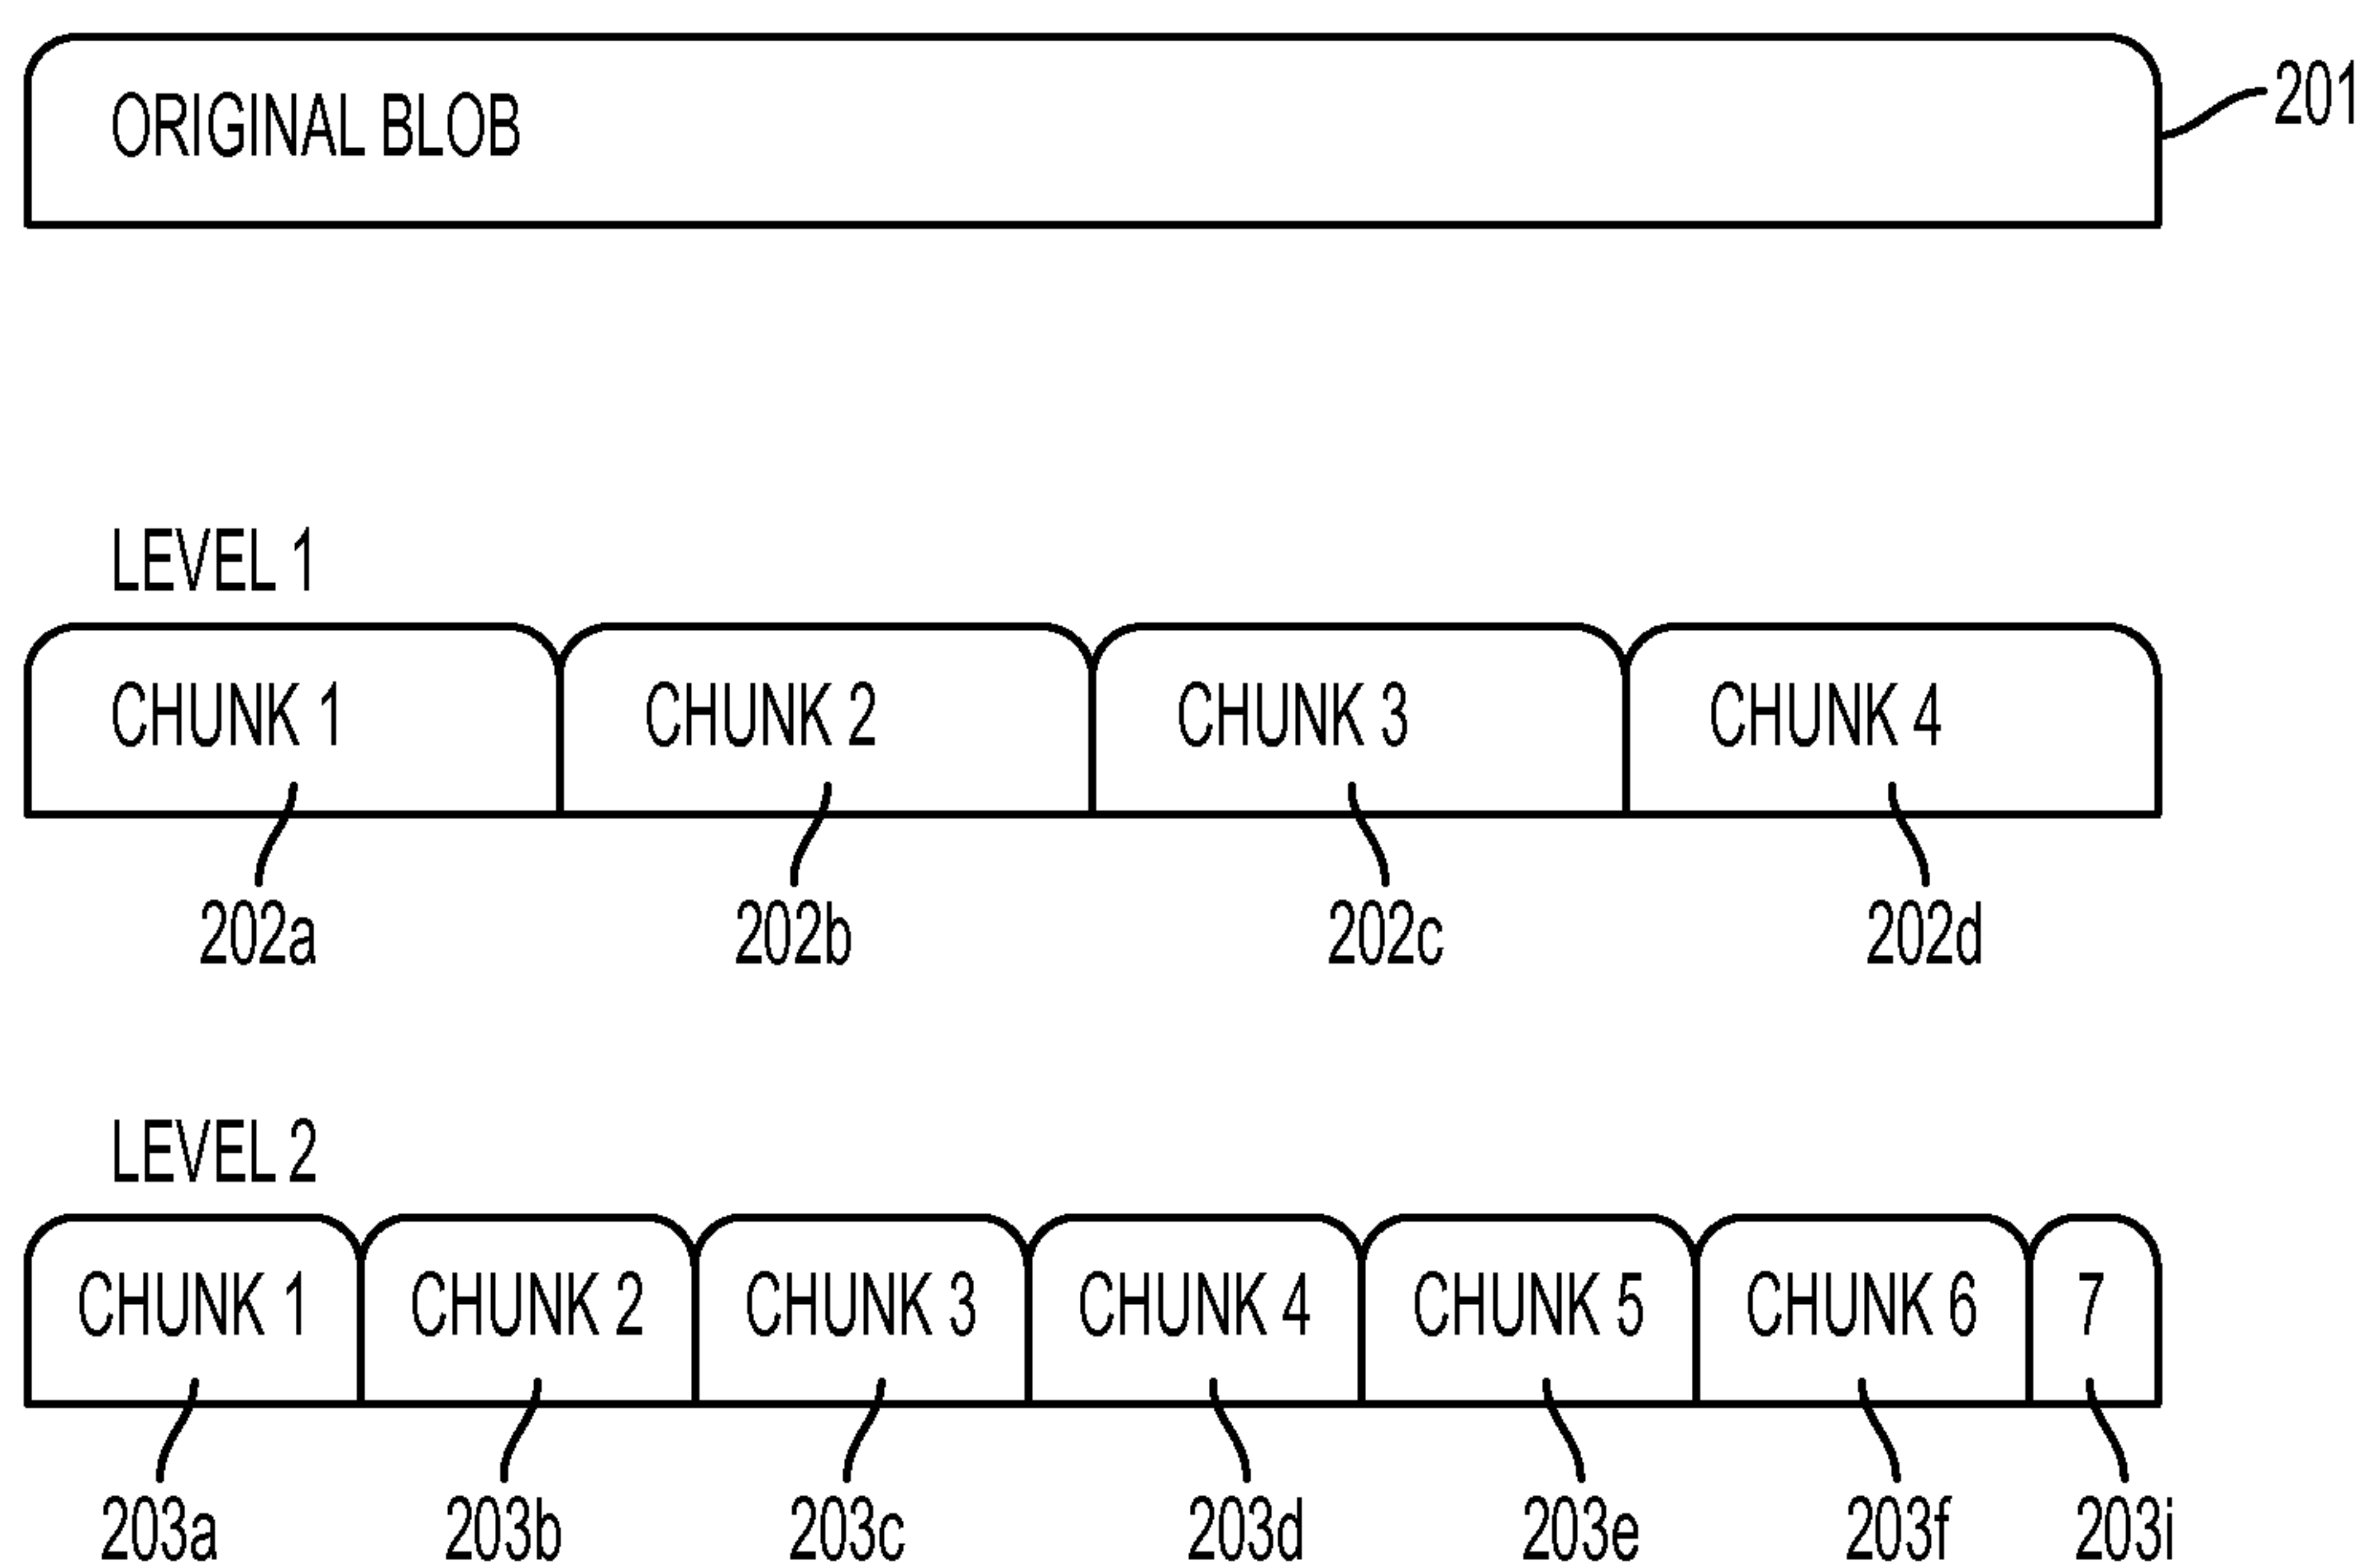 ORIGINAL BLOB
201
LEVEL 1
CHUNK 1 CHUNK 2 CHUNK 3 CHUNK 4
202a 202b 202c 202d
LEVEL 2
CHUNK 1 CHUNK 2 CHUNK 3 CHUNK 4 CHUNK 5 CHUNK 6 7
203a 203b 203c 203d 203e 203f 203i